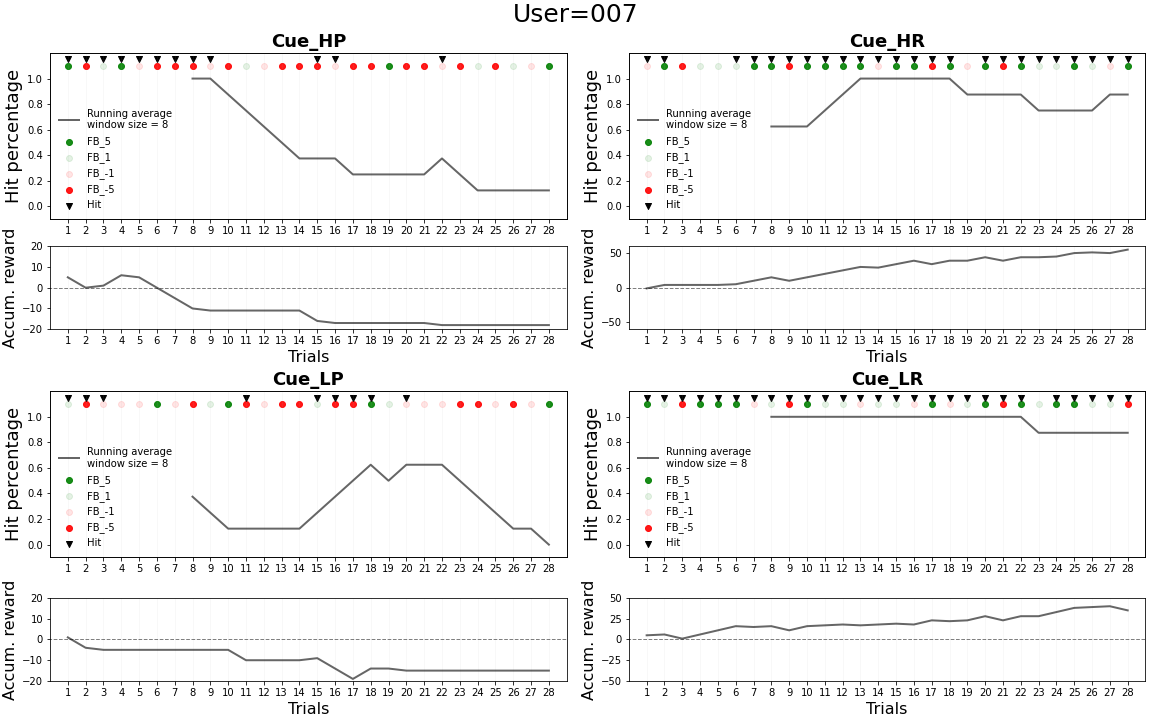 User=007
Cue_HP
Hit percentage
1.0
0.8
0.6
0.4
0.2
0.0
Running average
window size = 8
FB_5
FB_1
FB_-1
FB_-5
Hit
1 2 3 4 5 6 7 8 9 10 11 12 13 14 15 16 17 18 19 20 21 22 23 24 25 26 27 28
Accum. reward
20
10
0
−10
−20
1 2 3 4 5 6 7 8 9 10 11 12 13 14 15 16 17 18 19 20 21 22 23 24 25 26 27 28
Trials
Cue_HR
Hit percentage
1.0
0.8
0.6
0.4
0.2
0.0
Running average
window size = 8
FB_5
FB_1
FB_-1
FB_-5
Hit
1 2 3 4 5 6 7 8 9 10 11 12 13 14 15 16 17 18 19 20 21 22 23 24 25 26 27 28
Accum. reward
50
0
−50
1 2 3 4 5 6 7 8 9 10 11 12 13 14 15 16 17 18 19 20 21 22 23 24 25 26 27 28
Trials
Cue_LP
Hit percentage
1.0
0.8
0.6
0.4
0.2
0.0
Running average
window size = 8
FB_5
FB_1
FB_-1
FB_-5
Hit
1 2 3 4 5 6 7 8 9 10 11 12 13 14 15 16 17 18 19 20 21 22 23 24 25 26 27 28
Accum. reward
20
10
0
−10
−20
1 2 3 4 5 6 7 8 9 10 11 12 13 14 15 16 17 18 19 20 21 22 23 24 25 26 27 28
Trials
Cue_LR
Hit percentage
1.0
0.8
0.6
0.4
0.2
0.0
Running average
window size = 8
FB_5
FB_1
FB_-1
FB_-5
Hit
1 2 3 4 5 6 7 8 9 10 11 12 13 14 15 16 17 18 19 20 21 22 23 24 25 26 27 28
Accum. reward
50
25
0
−25
−50
1 2 3 4 5 6 7 8 9 10 11 12 13 14 15 16 17 18 19 20 21 22 23 24 25 26 27 28
Trials